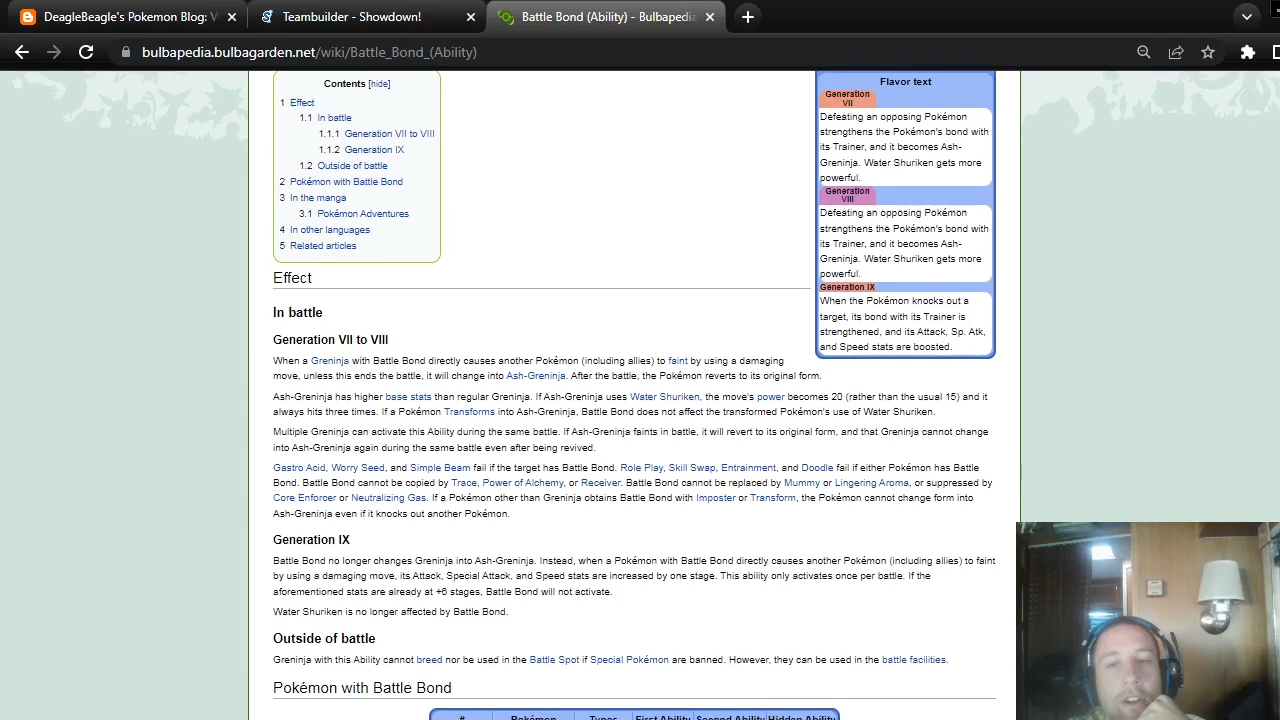 DeagleBeagle's Pokemon Blog: V
Teambuilder - Showdown!
Battle Bond (Ability) - Bulbapedia
bulbapedia.bulbagarden.net/wiki/Battle_Bond_(Ability)
Contents [hide]
1 Effect
1.1 In battle
1.1.1 Generation VII to VIII
1.1.2 Generation IX
1.2 Outside of battle
2 Pokémon with Battle Bond
3 In the manga
3.1 Pokémon Adventures
4 In other languages
5 Related articles
Flavor text
Generation
VII
Defeating an opposing Pokémon
strengthens the Pokémon's bond with
its Trainer, and it becomes Ash-
Greninja. Water Shuriken gets more
powerful.
Generation
VIII
Defeating an opposing Pokémon
strengthens the Pokémon's bond with
its Trainer, and it becomes Ash-
Greninja. Water Shuriken gets more
powerful.
Generation IX
When the Pokémon knocks out a
target, its bond with its Trainer is
strengthened, and its Attack, Sp. Atk,
and Speed stats are boosted.
Effect
In battle
Generation VII to VIII
When a Greninja with Battle Bond directly causes another Pokémon (including allies) to faint by using a damaging
move, unless this ends the battle, it will change into Ash-Greninja. After the battle, the Pokémon reverts to its original form.
Ash-Greninja has higher base stats than regular Greninja. If Ash-Greninja uses Water Shuriken, the move's power becomes 20 (rather than the usual 15) and it
always hits three times. If a Pokémon Transforms into Ash-Greninja, Battle Bond does not affect the transformed Pokémon's use of Water Shuriken.
Multiple Greninja can activate this Ability during the same battle. If Ash-Greninja faints in battle, it will revert to its original form, and that Greninja cannot change
into Ash-Greninja again during the same battle even after being revived.
Gastro Acid, Worry Seed, and Simple Beam fail if the target has Battle Bond. Role Play, Skill Swap, Entrainment, and Doodle fail if either Pokémon has Battle
Bond. Battle Bond cannot be copied by Trace, Power of Alchemy, or Receiver. Battle Bond cannot be replaced by Mummy or Lingering Aroma, or suppressed by
Core Enforcer or Neutralizing Gas. If a Pokémon other than Greninja obtains Battle Bond with Imposter or Transform, the Pokémon cannot change form into
Ash-Greninja even if it knocks out another Pokémon.
Generation IX
Battle Bond no longer changes Greninja into Ash-Greninja. Instead, when a Pokémon with Battle Bond directly causes another Pokémon (including allies) to faint
by using a damaging move, its Attack, Special Attack, and Speed stats are increased by one stage. This ability only activates once per battle. If the
aforementioned stats are already at +6 stages, Battle Bond will not activate.
Water Shuriken is no longer affected by Battle Bond.
Outside of battle
Greninja with this Ability cannot breed nor be used in the Battle Spot if Special Pokémon are banned. However, they can be used in the battle facilities.
Pokémon with Battle Bond
# Pokémon Types First Ability Second Ability Hidden Ability